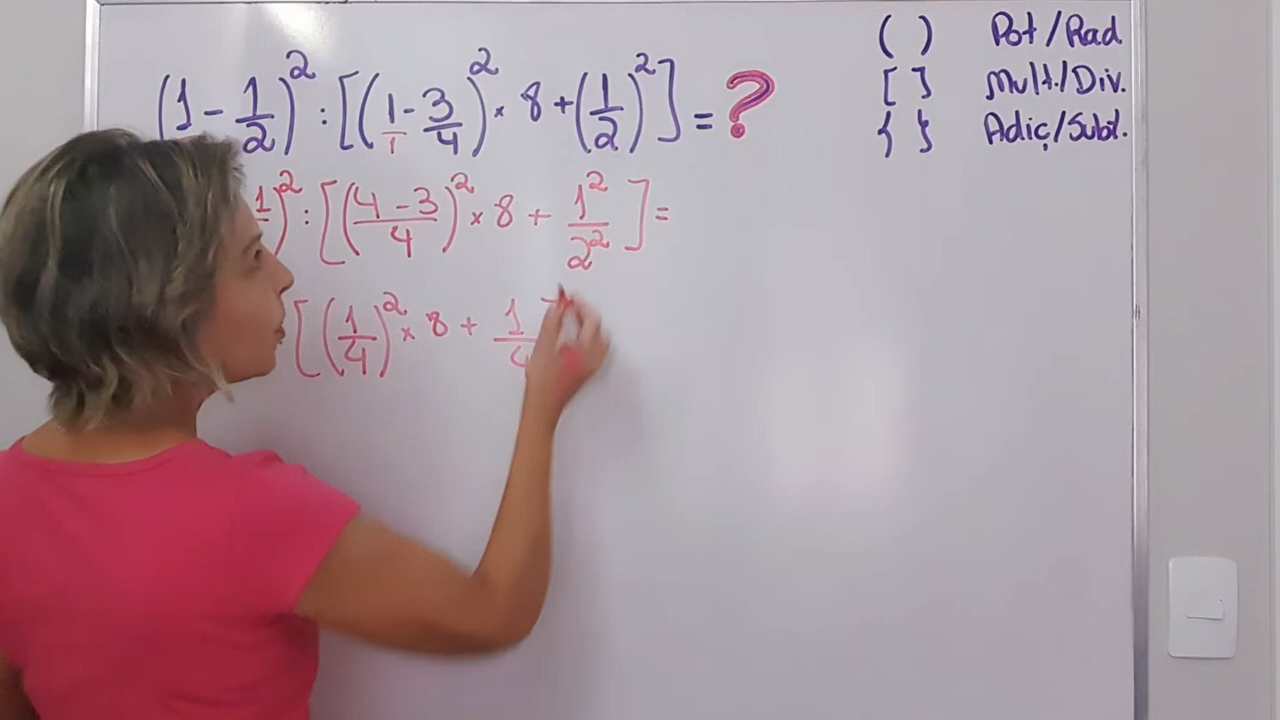 (1 - 1/2)² : [(1 - 3/4)² × 8 + (1/2)²] = ?
1
1)² : [(4 - 3/4)² × 8 + 1²/2²] =
[(1/4)² × 8 + 1/4
( ) Pot/Rad
[ ] Mult./Div.
{ } Adiç/Subt.